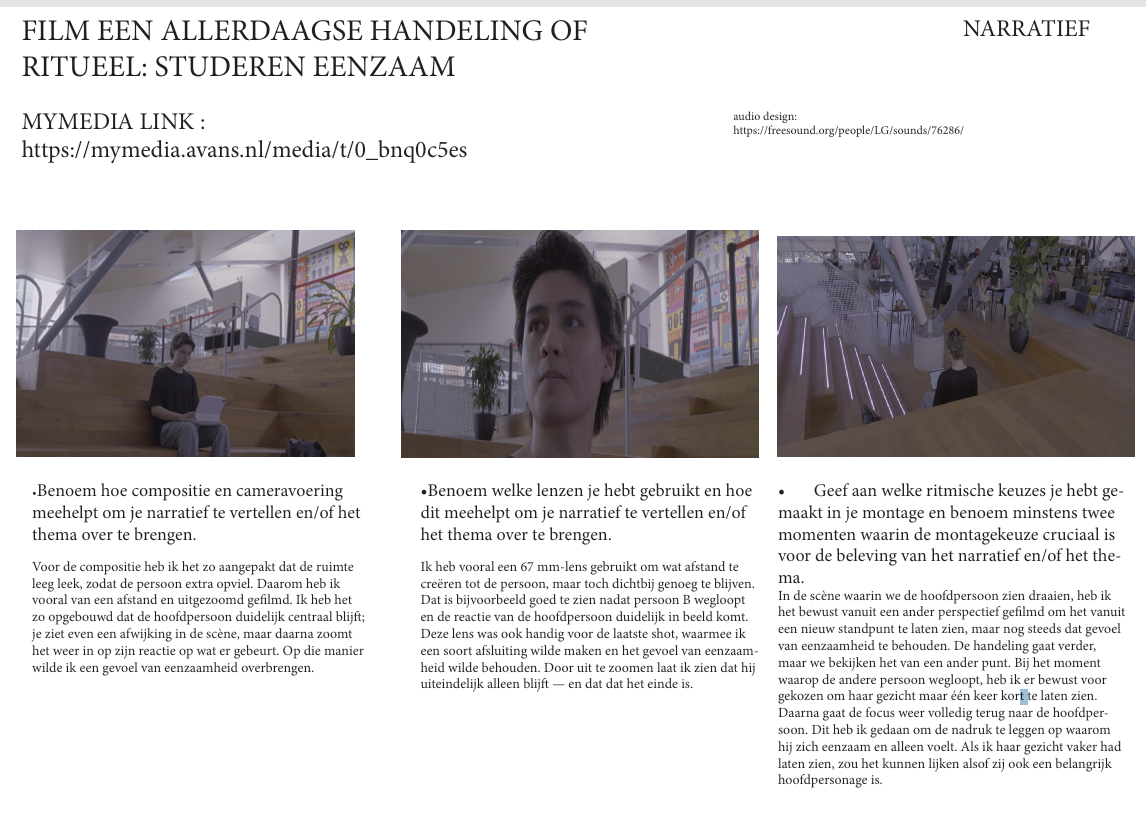 FILM EEN ALLERDAAGSE HANDELING OF
RITUEEL: STUDEREN EENZAAM
NARRATIEF
MYMEDIA LINK :
https://mymedia.avans.nl/media/t/0_bnq0c5es
audio design:
https://freesound.org/people/LG/sounds/76286/
•Benoem hoe compositie en cameravoering
meehelpt om je narratief te vertellen en/of het
thema over te brengen.
Voor de compositie heb ik het zo aangepakt dat de ruimte
leeg leek, zodat de persoon extra opviel. Daarom heb ik
vooral van een afstand en uitgezoomd gefilmd. Ik heb het
zo opgebouwd dat de hoofdpersoon duidelijk centraal blijft;
je ziet even een afwijking in de scène, maar daarna zoomt
het weer in op zijn reactie op wat er gebeurt. Op die manier
wilde ik een gevoel van eenzaamheid overbrengen.
•Benoem welke lenzen je hebt gebruikt en hoe
dit meehelpt om je narratief te vertellen en/of
het thema over te brengen.
Ik heb vooral een 67 mm-lens gebruikt om wat afstand te
creëren tot de persoon, maar toch dichtbij genoeg te blijven.
Dat is bijvoorbeeld goed te zien nadat persoon B wegloopt
en de reactie van de hoofdpersoon duidelijk in beeld komt.
Deze lens was ook handig voor de laatste shot, waarmee ik
een soort afsluiting wilde maken en het gevoel van eenzaam-
heid wilde behouden. Door uit te zoomen laat ik zien dat hij
uiteindelijk alleen blijft — en dat dat het einde is.
• Geef aan welke ritmische keuzes je hebt ge-
maakt in je montage en benoem minstens twee
momenten waarin de montagekeuze cruciaal is
voor de beleving van het narratief en/of het the-
ma.
In de scène waarin we de hoofdpersoon zien draaien, heb ik
het bewust vanuit een ander perspectief gefilmd om het vanuit
een nieuw standpunt te laten zien, maar nog steeds dat gevoel
van eenzaamheid te behouden. De handeling gaat verder,
maar we bekijken het van een ander punt. Bij het moment
waarop de andere persoon wegloopt, heb ik er bewust voor
gekozen om haar gezicht maar één keer kort te laten zien.
Daarna gaat de focus weer volledig terug naar de hoofdper-
soon. Dit heb ik gedaan om de nadruk te leggen op waarom
hij zich eenzaam en alleen voelt. Als ik haar gezicht vaker had
laten zien, zou het kunnen lijken alsof zij ook een belangrijk
hoofdpersonage is.